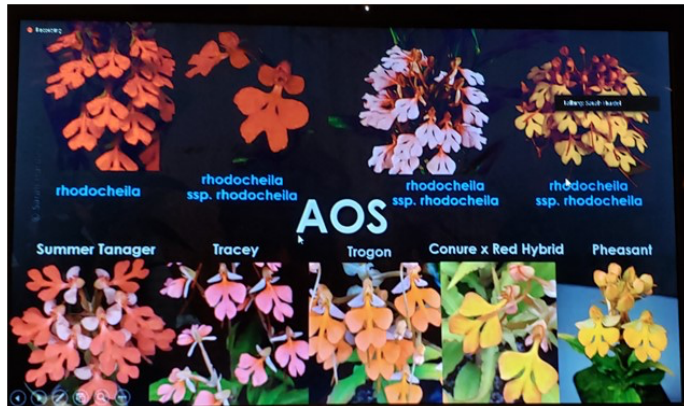 Recording
rhodocheila
rhodocheila
ssp. rhodocheila
rhodocheila
ssp. rhodocheila
rhodocheila
ssp. rhodocheila
AOS
Summer Tanager
Tracey
Trogon
Conure x Red Hybrid
Pheasant